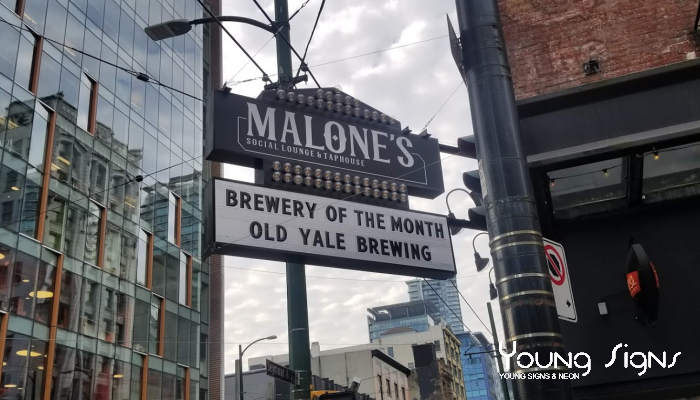 MALONE'S
SOCIAL LOUNGE & TAPHOUSE
BREWERY OF THE MONTH
OLD YALE BREWING
Young Signs
YOUNG SIGNS & NEON